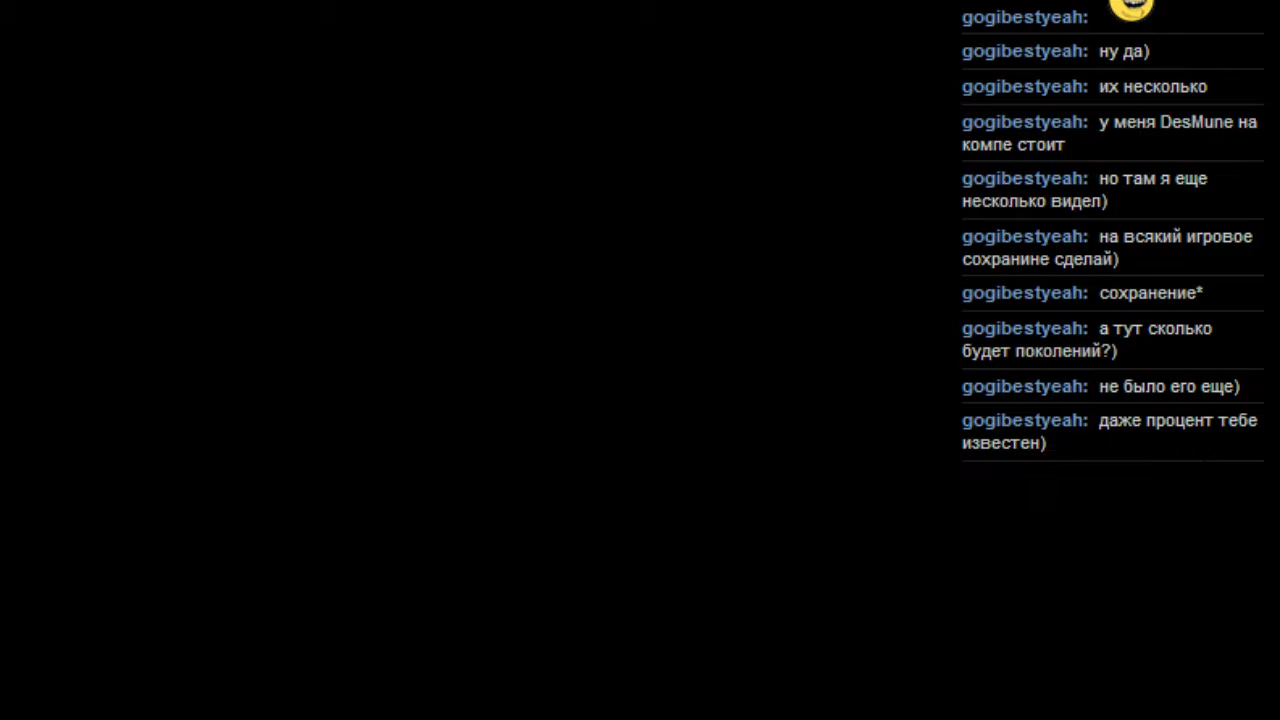 gogibestyeah:
gogibestyeah: ну да)
gogibestyeah: их несколько
gogibestyeah: у меня DesMune на
компе стоит
gogibestyeah: но там я еще
несколько видел)
gogibestyeah: на всякий игровое
сохранине сделай)
gogibestyeah: сохранение*
gogibestyeah: а тут сколько
будет поколений?)
gogibestyeah: не было его еще)
gogibestyeah: даже процент тебе
известен)